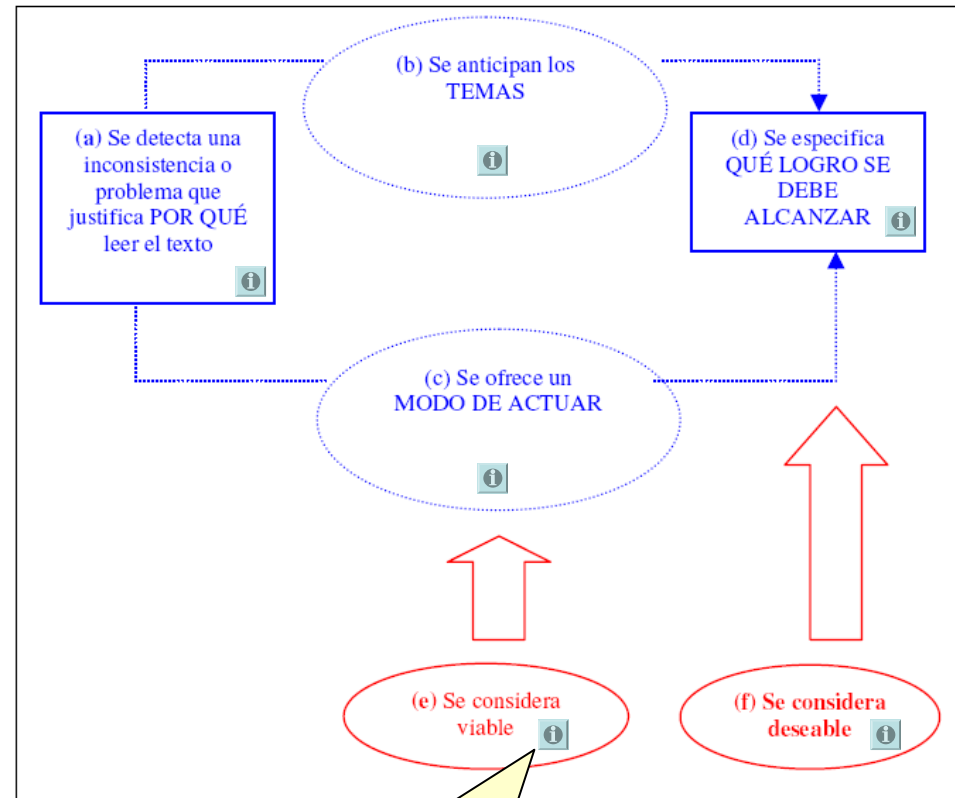 (b) Se anticipan los
TEMAS
(a) Se detecta una
inconsistencia o
problema que
justifica POR QUÉ
leer el texto
(d) Se especifica
QUÉ LOGRO SE
DEBE
ALCANZAR
(c) Se ofrece un
MODO DE ACTUAR
(e) Se considera
viable
(f) Se considera
deseable